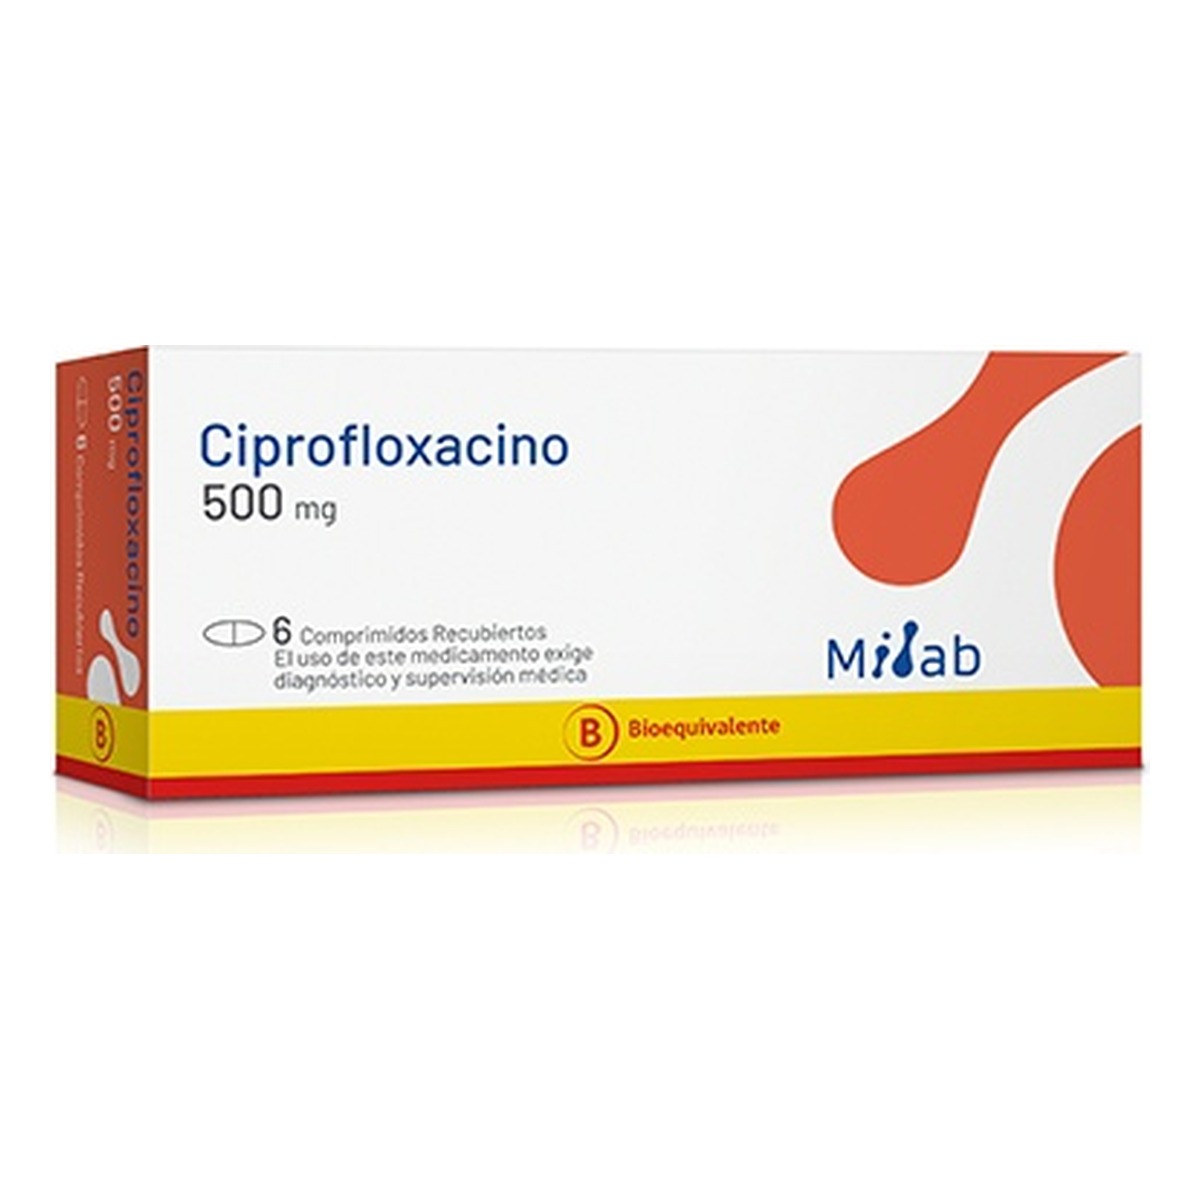 Ciprofloxacino
500 mg
6 Comprimidos Recubiertos
El uso de este medicamento exige
diagnóstico y supervisión médica
Milab
B Bioequivalente
Ciprofloxacino
500 mg
6 Comprimidos Recubiertos
B